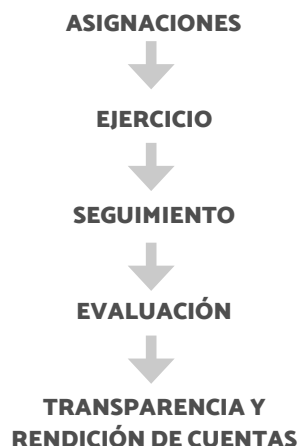 ASIGNACIONES
EJERCICIO
SEGUIMIENTO
EVALUACIÓN
TRANSPARENCIA Y
RENDICIÓN DE CUENTAS